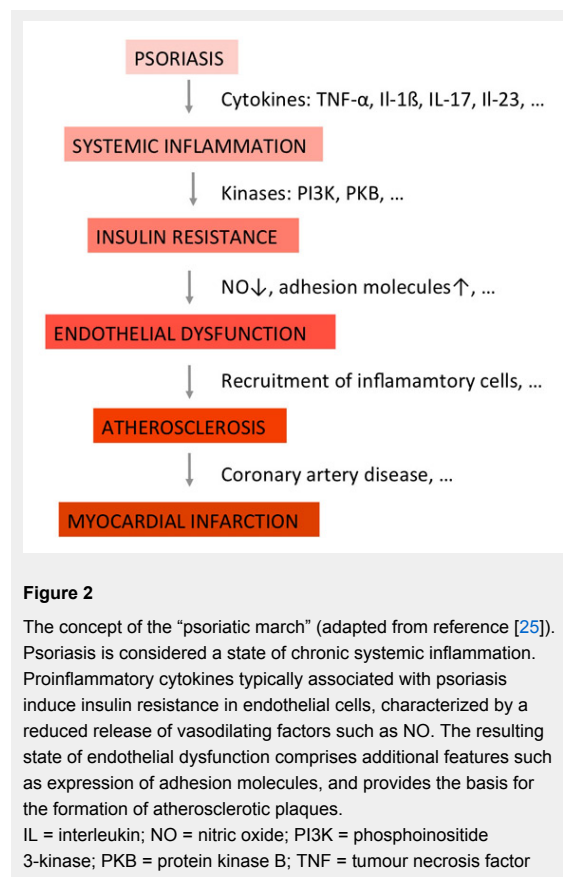 PSORIASIS
Cytokines: TNF-α, Il-1ß, IL-17, Il-23, ...
SYSTEMIC INFLAMMATION
Kinases: PI3K, PKB, ...
INSULIN RESISTANCE
NO↓, adhesion molecules↑, ...
ENDOTHELIAL DYSFUNCTION
Recruitment of inflamamtory cells, ...
ATHEROSCLEROSIS
Coronary artery disease, ...
MYOCARDIAL INFARCTION
Figure 2
The concept of the “psoriatic march” (adapted from reference [25]).
Psoriasis is considered a state of chronic systemic inflammation.
Proinflammatory cytokines typically associated with psoriasis
induce insulin resistance in endothelial cells, characterized by a
reduced release of vasodilating factors such as NO. The resulting
state of endothelial dysfunction comprises additional features such
as expression of adhesion molecules, and provides the basis for
the formation of atherosclerotic plaques.
IL = interleukin; NO = nitric oxide; PI3K = phosphoinositide
3-kinase; PKB = protein kinase B; TNF = tumour necrosis factor